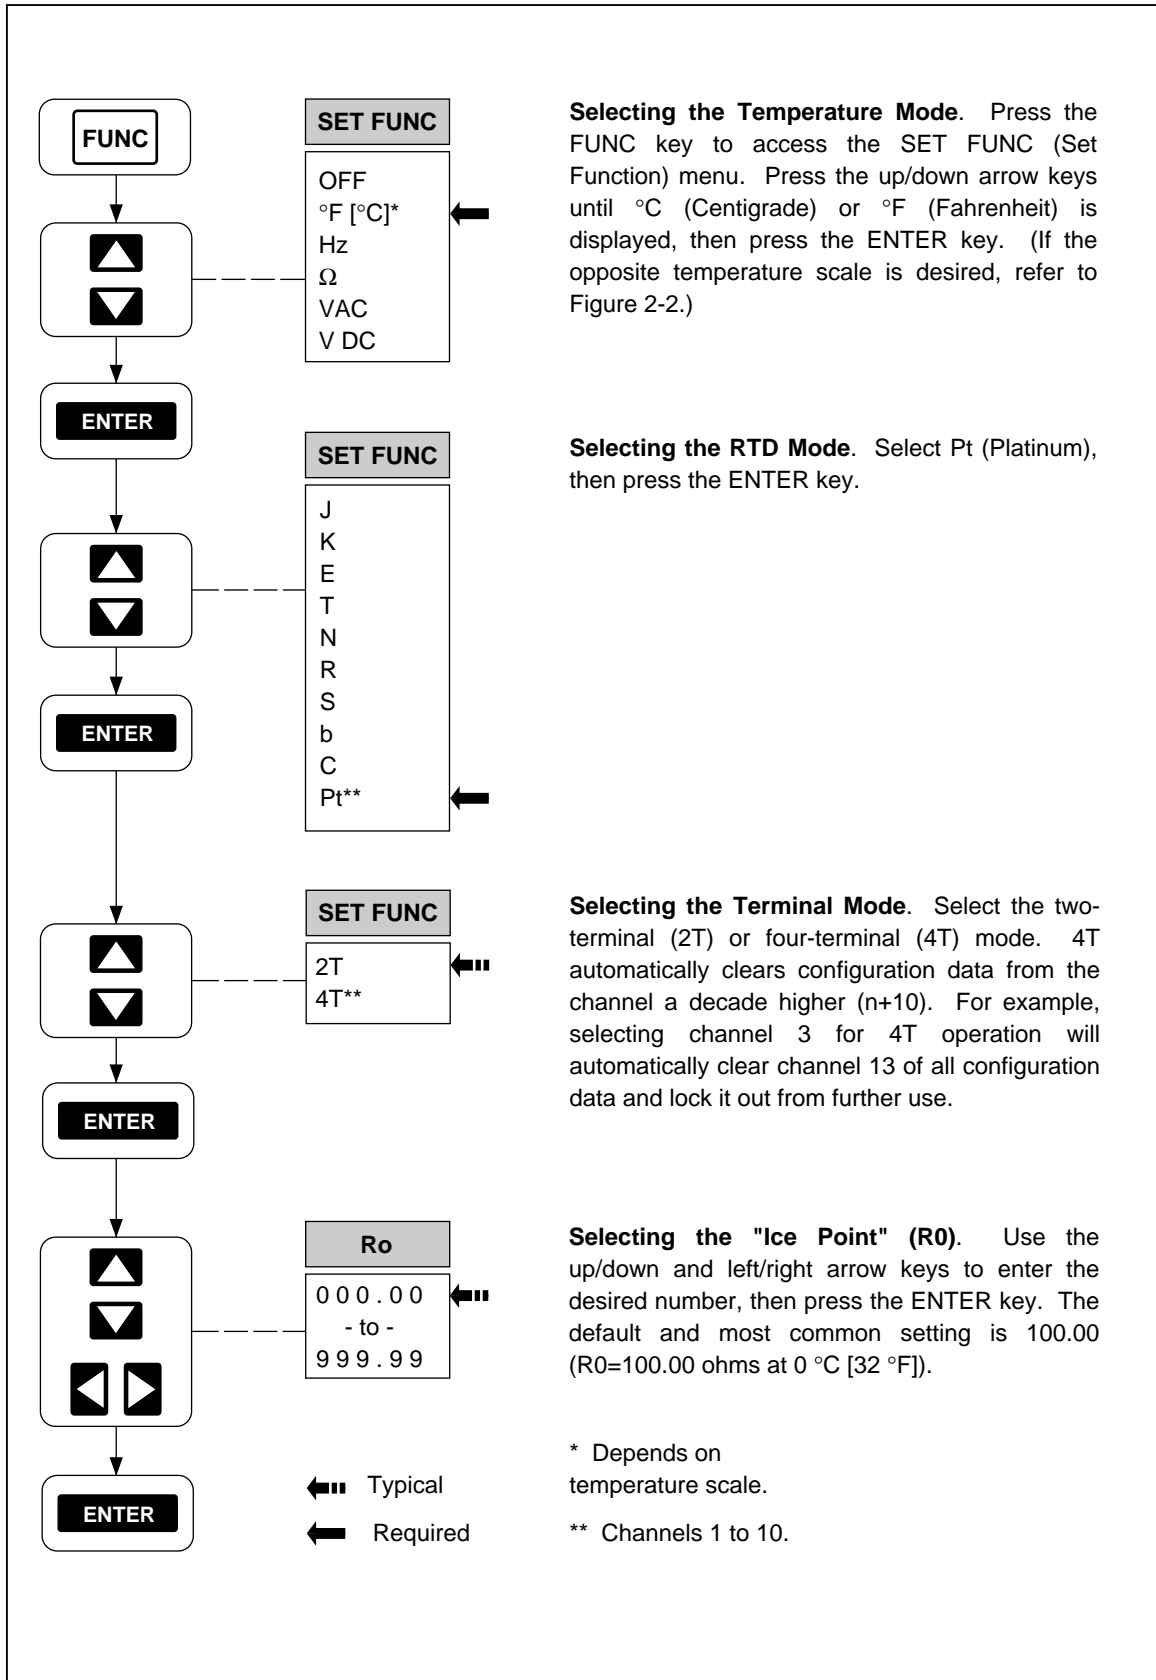 FUNC
SET FUNC
OFF
°F [°C]*
Hz
Ω
VAC
V DC
Selecting the Temperature Mode. Press the
FUNC key to access the SET FUNC (Set
Function) menu. Press the up/down arrow keys
until °C (Centigrade) or °F (Fahrenheit) is
displayed, then press the ENTER key. (If the
opposite temperature scale is desired, refer to
Figure 2-2.)
ENTER
SET FUNC
J
K
E
T
N
R
S
b
C
Pt**
Selecting the RTD Mode. Select Pt (Platinum),
then press the ENTER key.
ENTER
SET FUNC
2T
4T**
Selecting the Terminal Mode. Select the two-
terminal (2T) or four-terminal (4T) mode. 4T
automatically clears configuration data from the
channel a decade higher (n+10). For example,
selecting channel 3 for 4T operation will
automatically clear channel 13 of all configuration
data and lock it out from further use.
ENTER
Ro
000.00
- to -
999.99
Selecting the "Ice Point" (R0). Use the
up/down and left/right arrow keys to enter the
desired number, then press the ENTER key. The
default and most common setting is 100.00
(R0=100.00 ohms at 0 °C [32 °F]).
ENTER
Typical
Required
* Depends on
temperature scale.
** Channels 1 to 10.